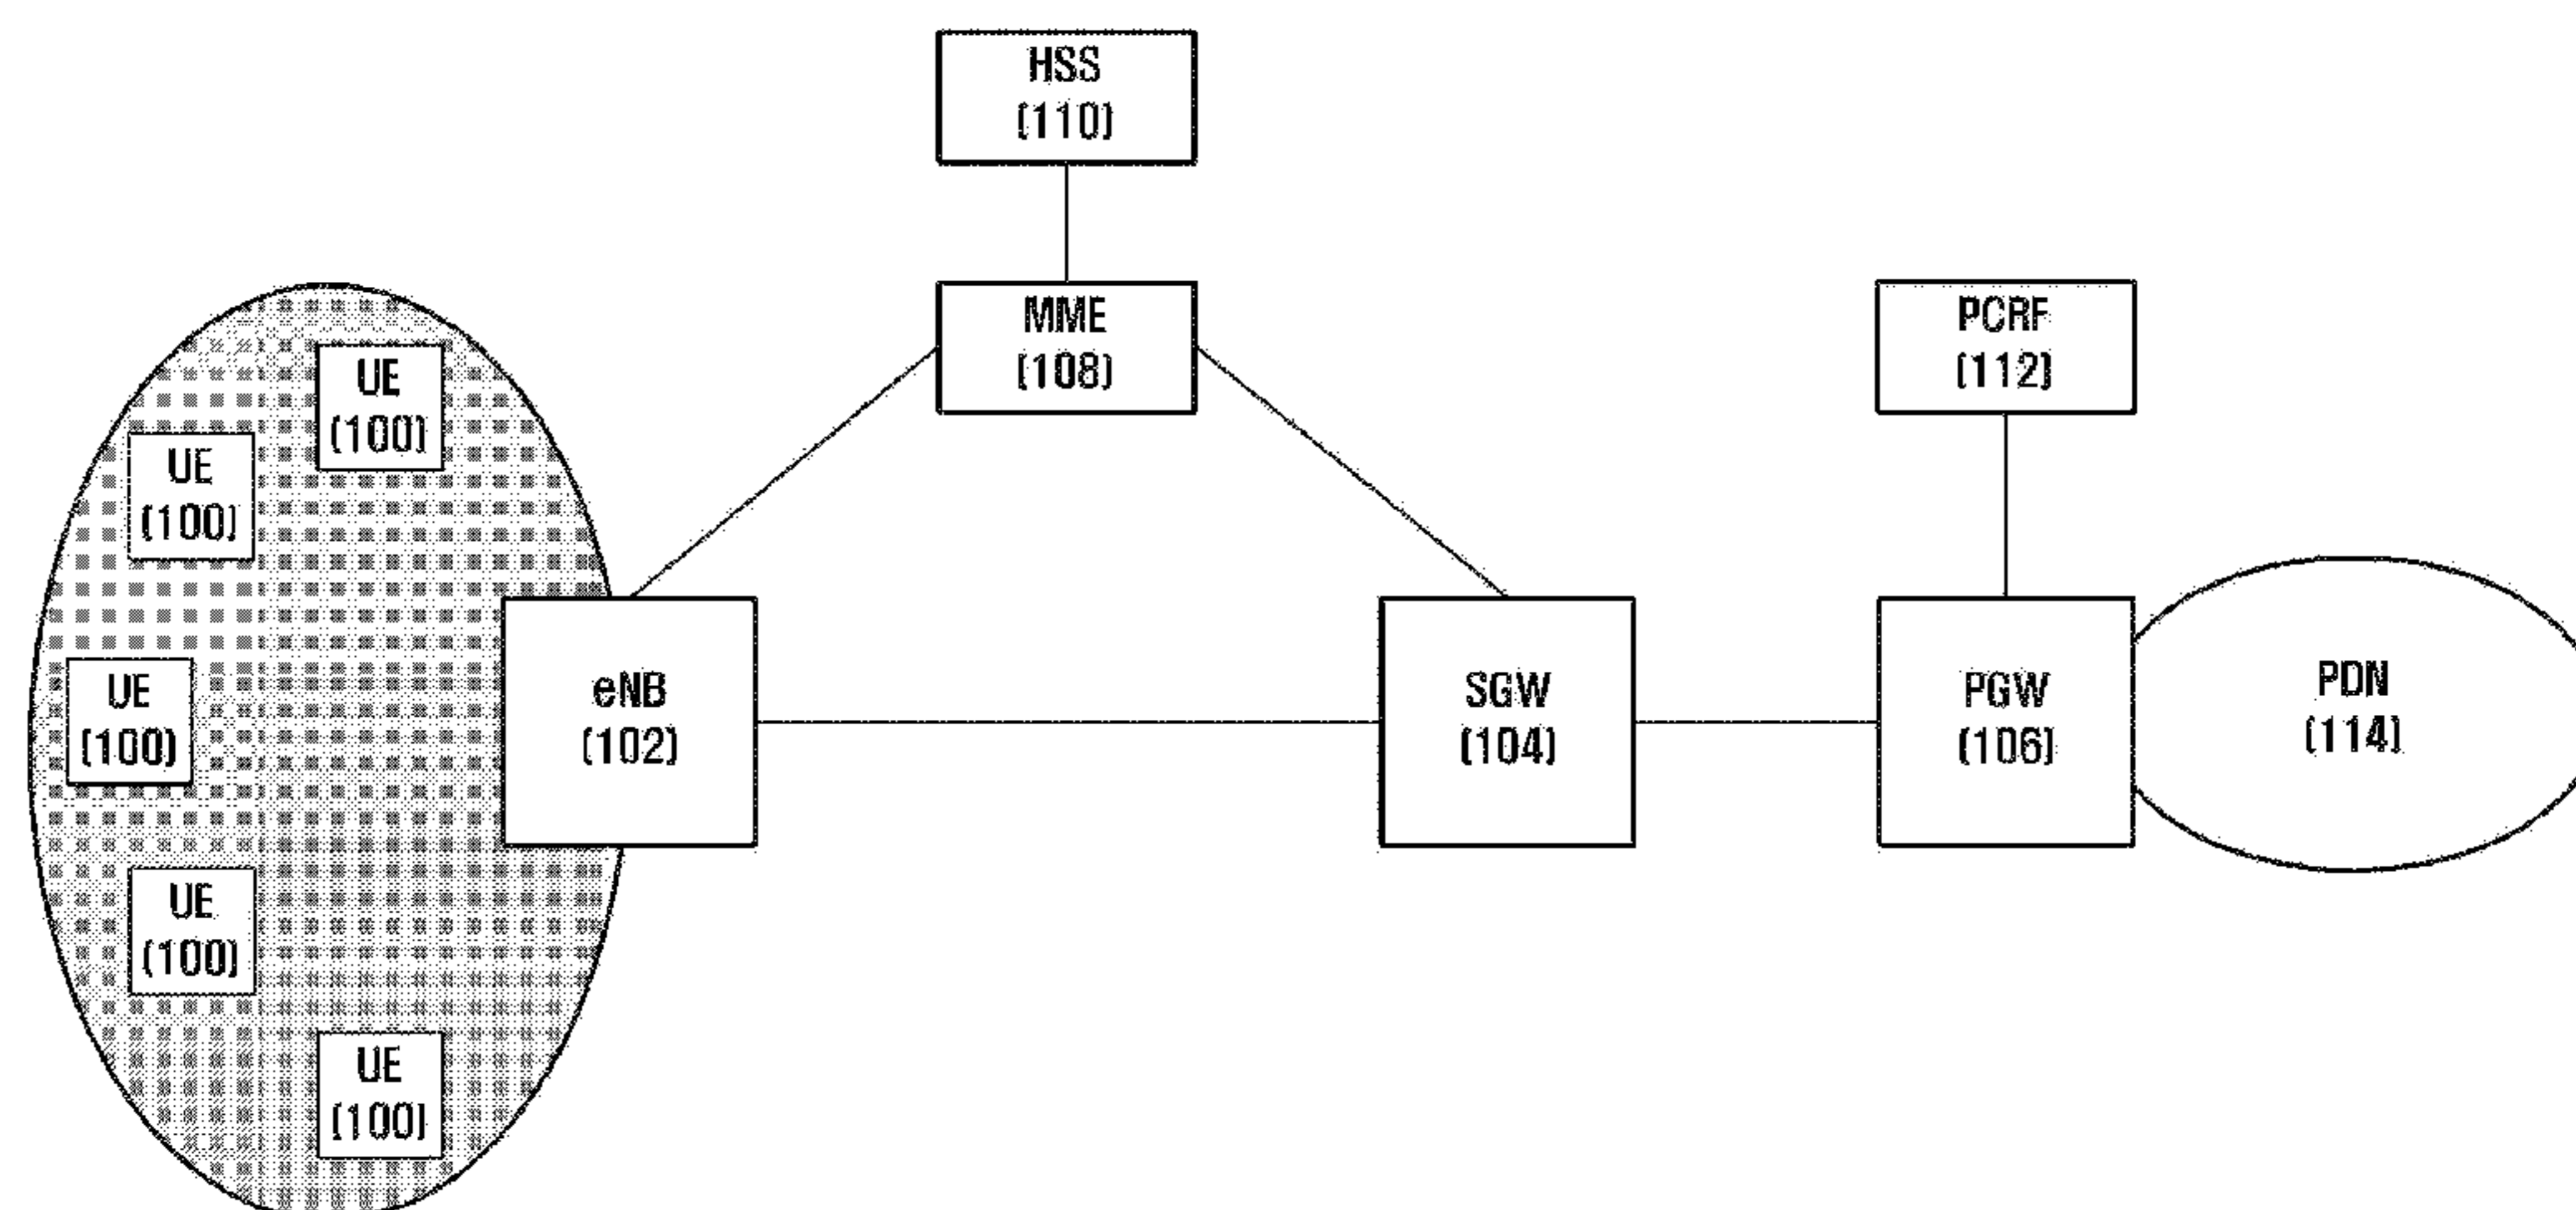 HSS
(110)
MME
(108)
PCRF
(112)
UE
(100)
UE
(100)
UE
(100)
UE
(100)
UE
(100)
eNB
(102)
SGW
(104)
PGW
(106)
PDN
(114)